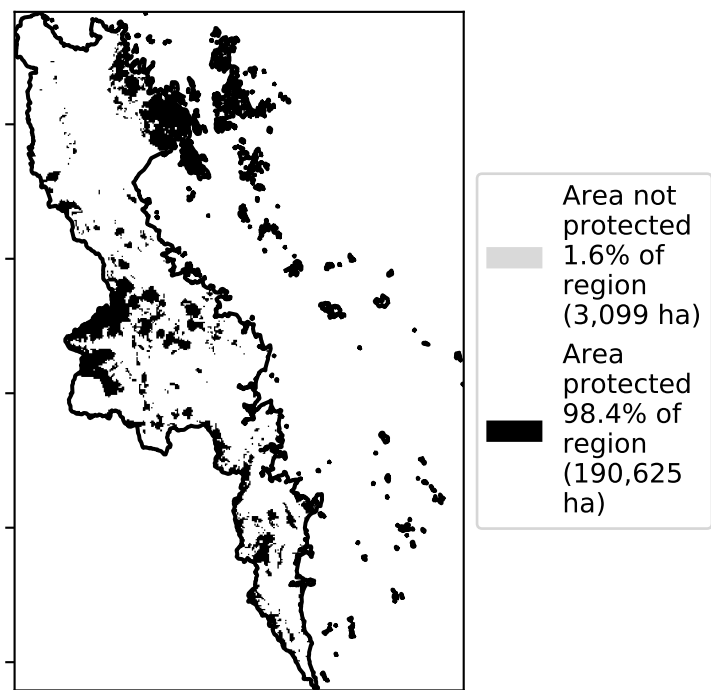 Area not
protected
1.6% of
region
(3,099 ha)
Area
protected
98.4% of
region
(190,625
ha)